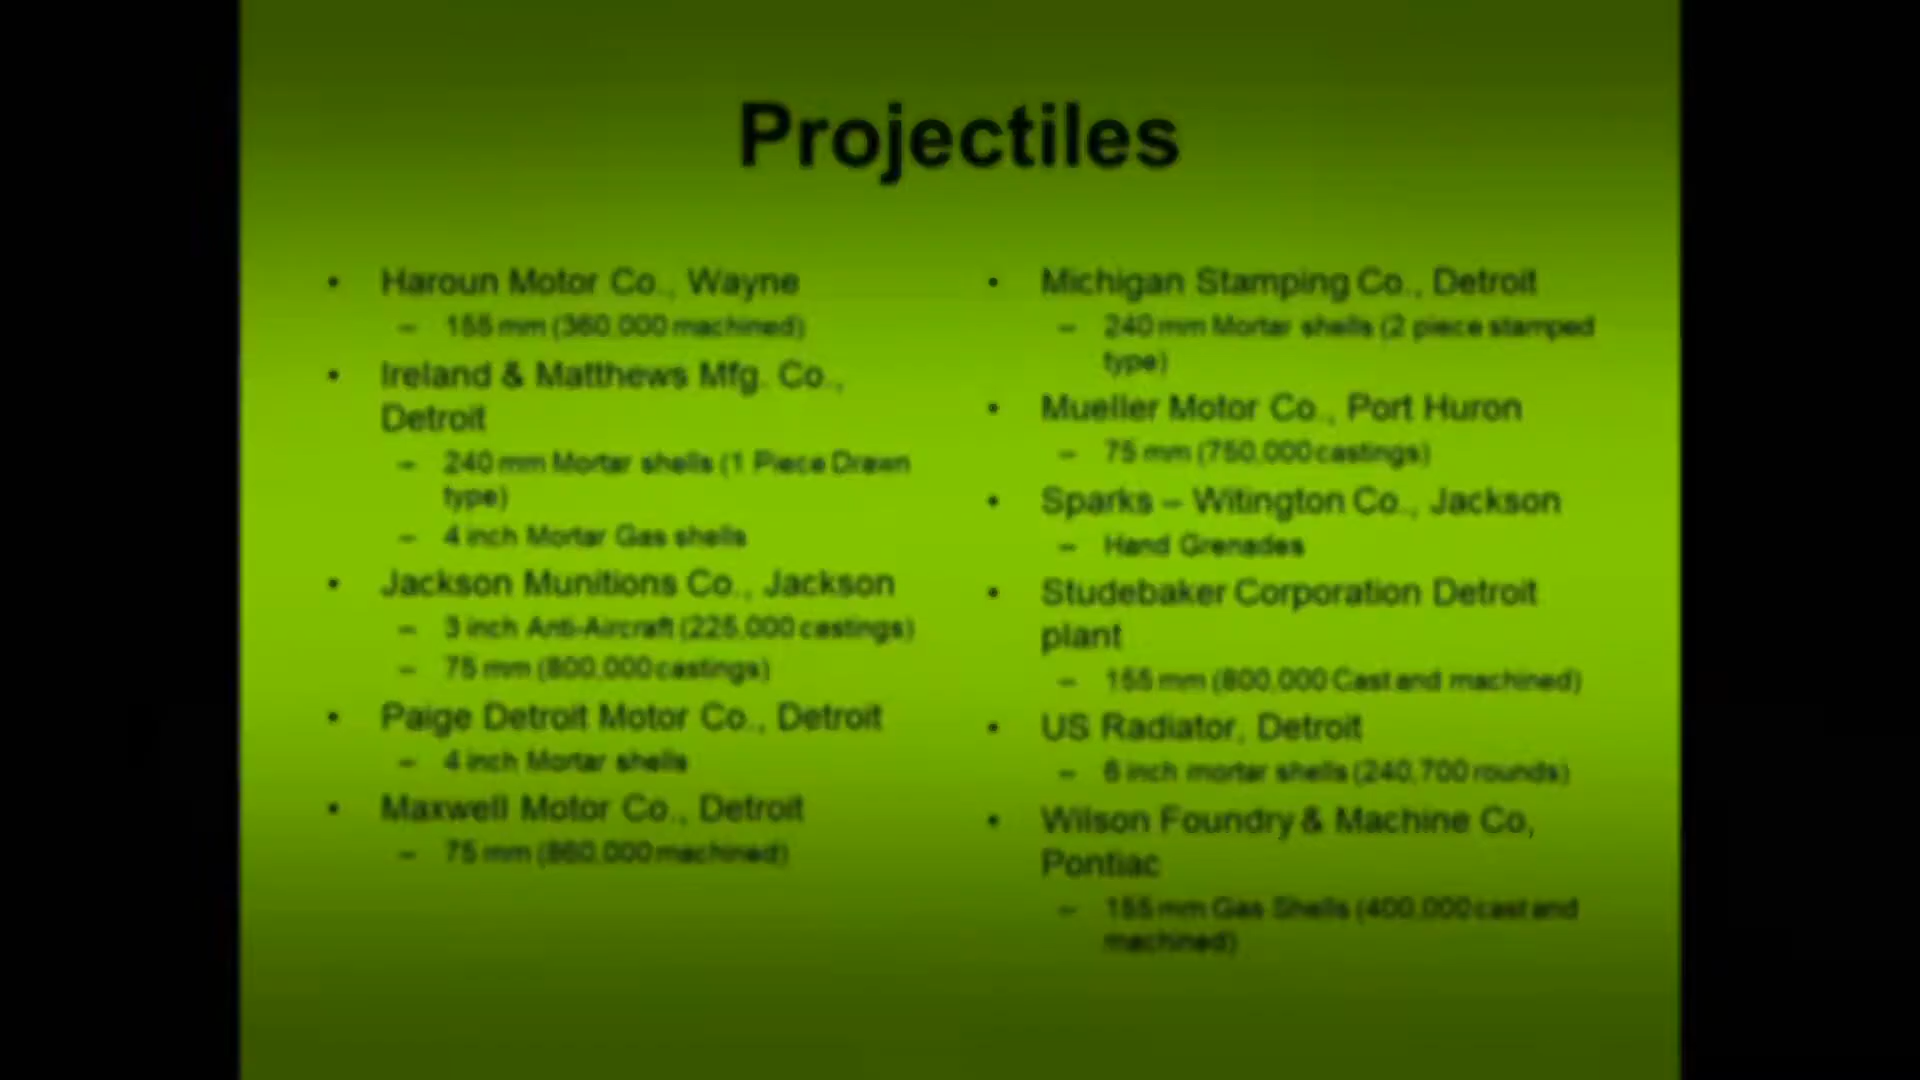 Projectiles
• Haroun Motor Co., Wayne
– 155 mm (360,000 machined)
• Ireland & Matthews Mfg. Co.,
Detroit
– 240 mm Mortar shells (1 Piece Drawn
type)
– 4 inch Mortar Gas shells
• Jackson Munitions Co., Jackson
– 3 inch Anti-Aircraft (225,000 castings)
– 75 mm (800,000 castings)
• Paige Detroit Motor Co., Detroit
– 4 inch Mortar shells
• Maxwell Motor Co., Detroit
– 75 mm (860,000 machined)
• Michigan Stamping Co., Detroit
– 240 mm Mortar shells (2 piece stamped
type)
• Mueller Motor Co., Port Huron
– 75 mm (750,000 castings)
• Sparks – Witington Co., Jackson
– Hand Grenades
• Studebaker Corporation Detroit
plant
– 155 mm (800,000 Cast and machined)
• US Radiator, Detroit
– 6 inch mortar shells (240,700 rounds)
• Wilson Foundry & Machine Co,
Pontiac
– 155 mm Gas Shells (400,000 cast and
machined)